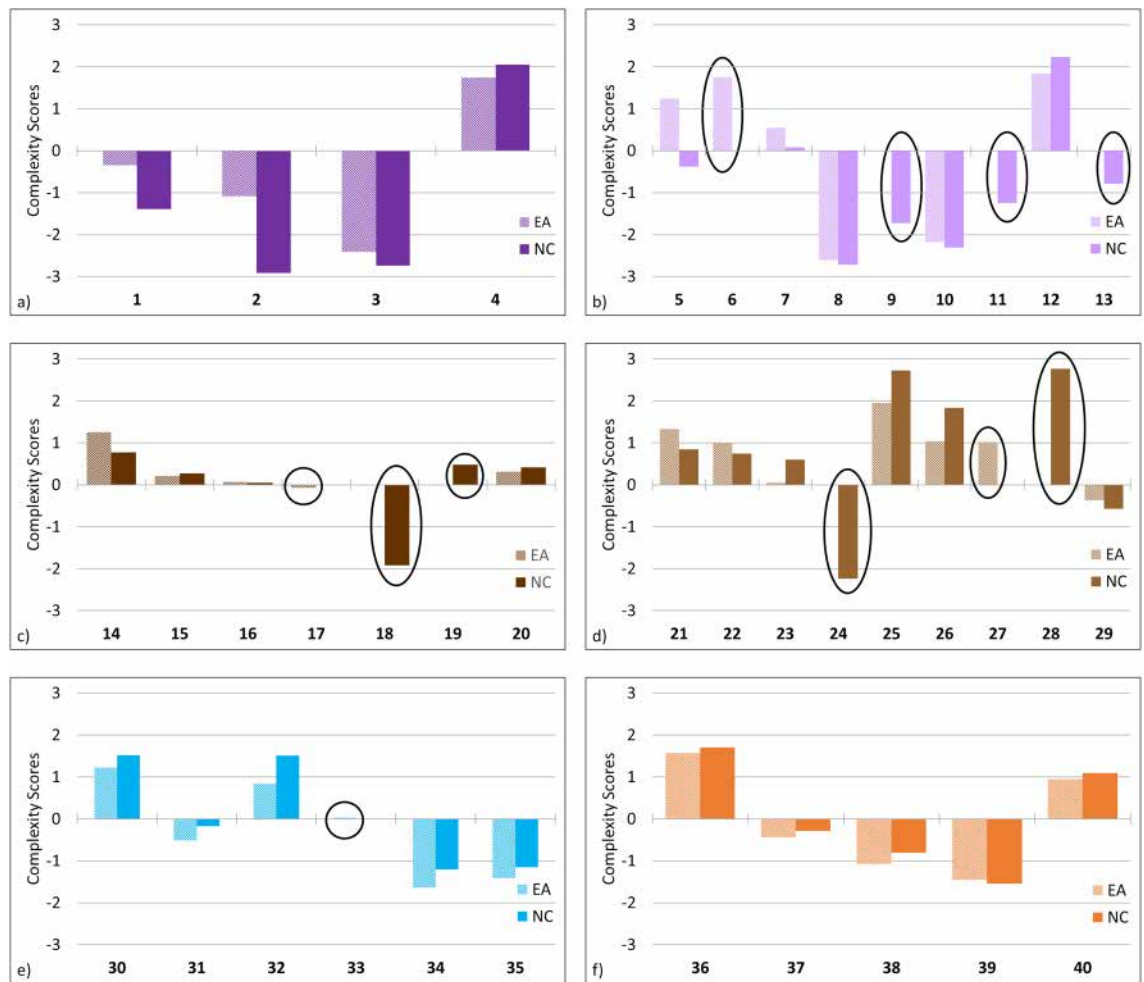 Complexity Scores
3
2
1
0
-1
-2
-3
EA
NC
a)
1 2 3 4
Complexity Scores
3
2
1
0
-1
-2
-3
EA
NC
b)
5 6 7 8 9 10 11 12 13
Complexity Scores
3
2
1
0
-1
-2
-3
EA
NC
c)
14 15 16 17 18 19 20
Complexity Scores
3
2
1
0
-1
-2
-3
EA
NC
d)
21 22 23 24 25 26 27 28 29
Complexity Scores
3
2
1
0
-1
-2
-3
EA
NC
e)
30 31 32 33 34 35
Complexity Scores
3
2
1
0
-1
-2
-3
EA
NC
f)
36 37 38 39 40